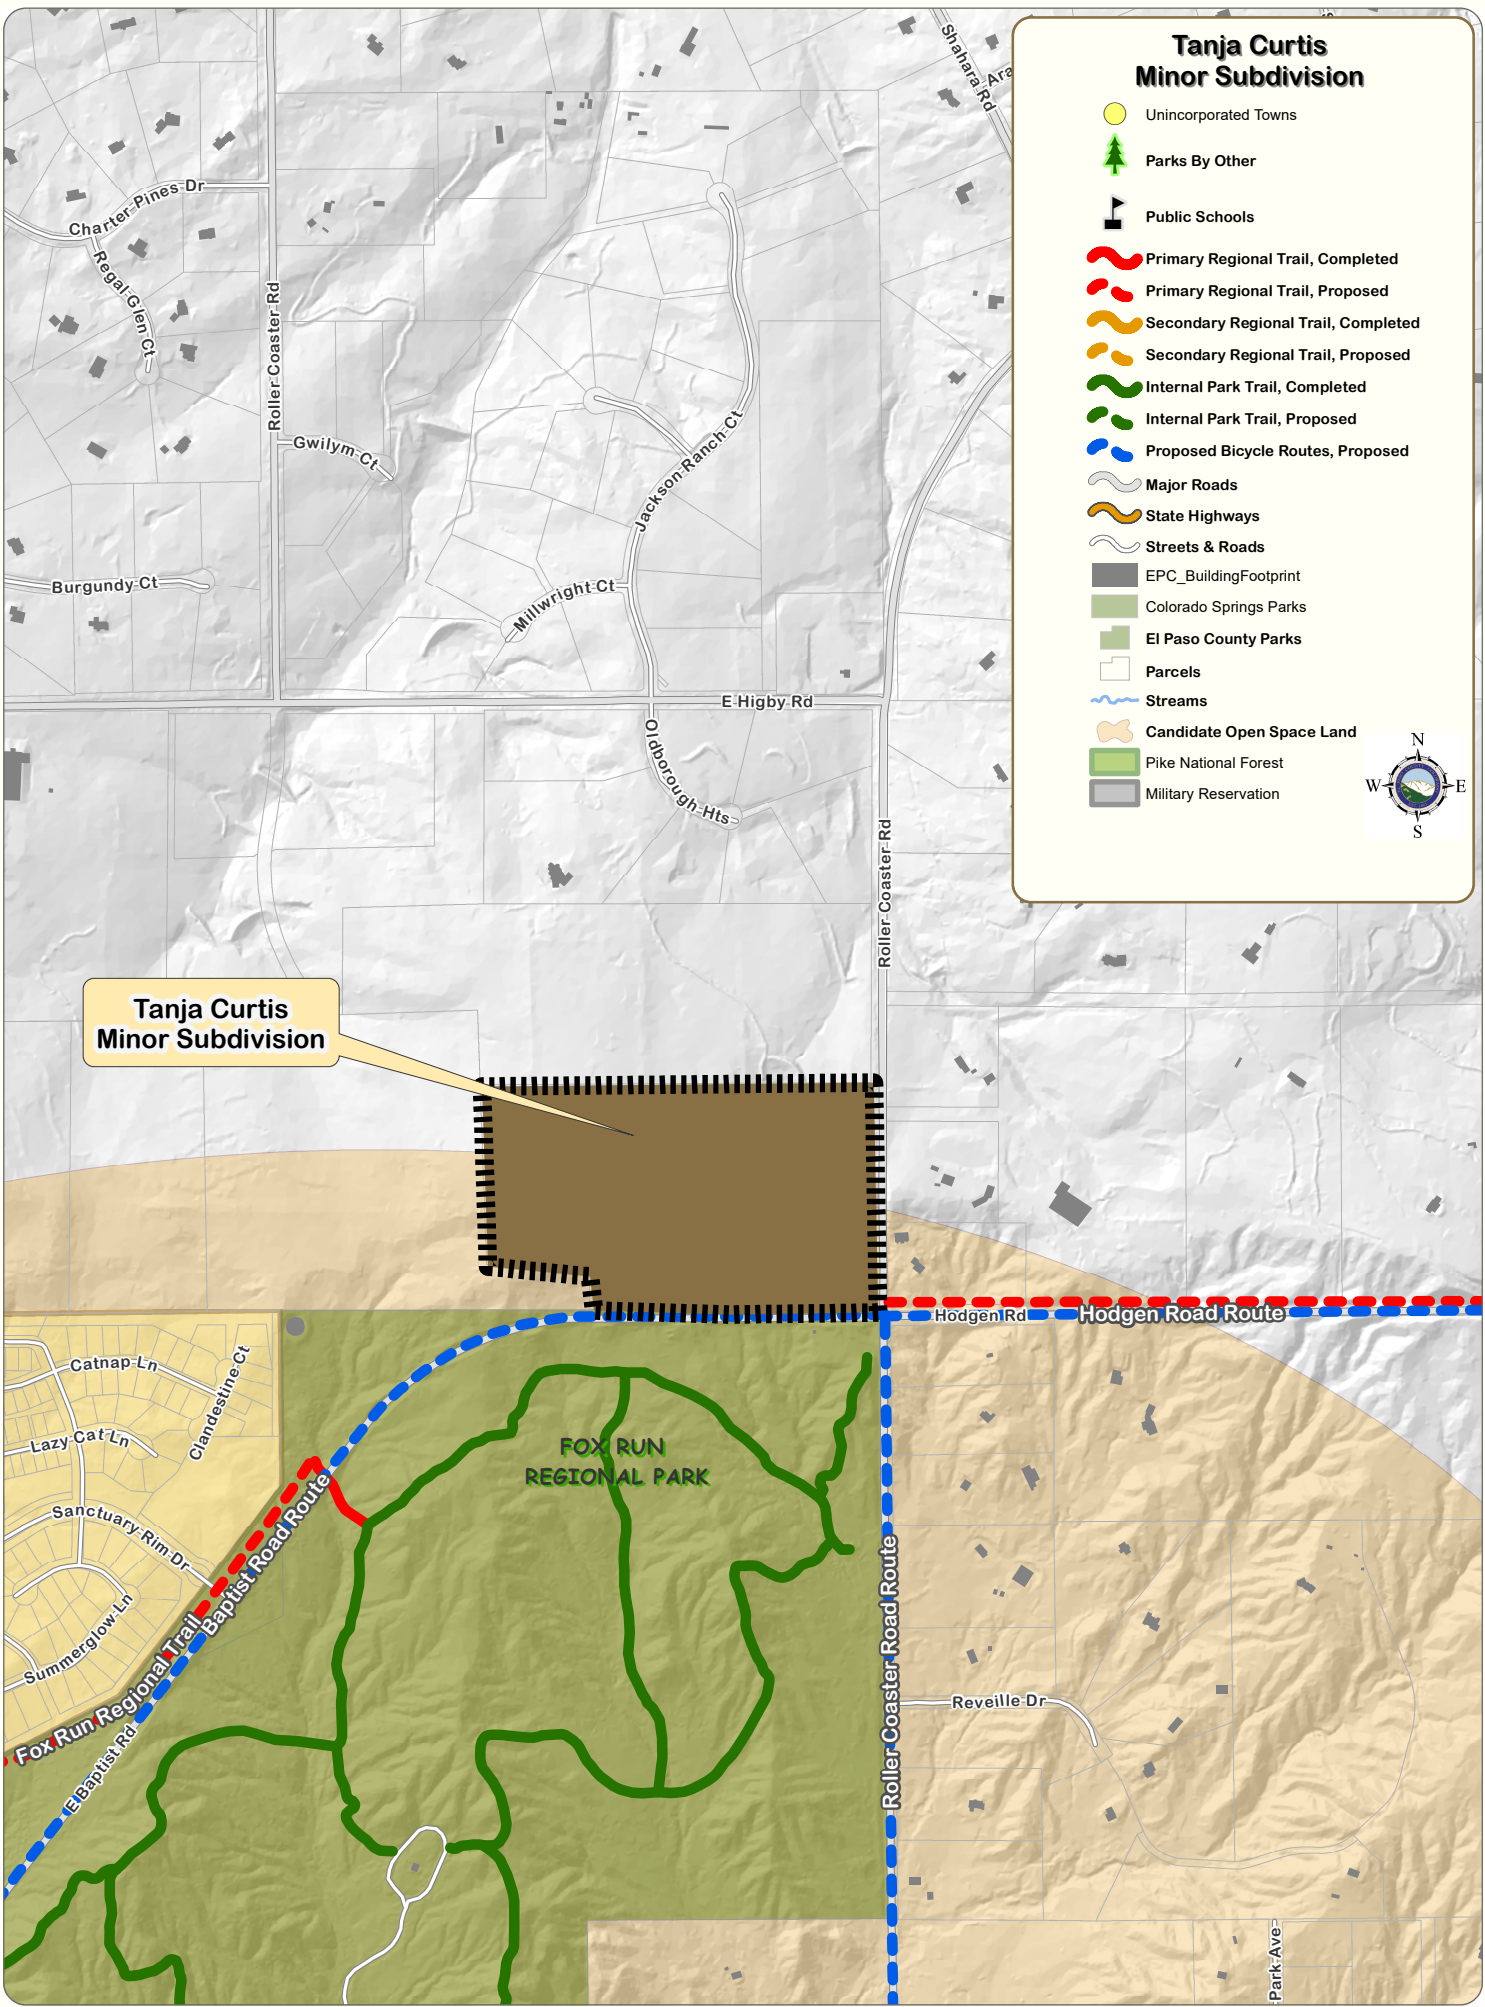 Tanja Curtis
Minor Subdivision
Unincorporated Towns
Parks By Other
Public Schools
Primary Regional Trail, Completed
Primary Regional Trail, Proposed
Secondary Regional Trail, Completed
Secondary Regional Trail, Proposed
Internal Park Trail, Completed
Internal Park Trail, Proposed
Proposed Bicycle Routes, Proposed
Major Roads
State Highways
Streets & Roads
EPC_BuildingFootprint
Colorado Springs Parks
El Paso County Parks
Parcels
Streams
Candidate Open Space Land
Pike National Forest
Military Reservation
N
W
E
S
Shahara Rd
Ara
Charter Pines Dr
Regal Glen Ct
Roller Coaster Rd
Gwilym Ct
Jackson Ranch Ct
Burgundy Ct
Millwright Ct
E Higby Rd
Oldborough Hts
Roller Coaster Rd
Tanja Curtis
Minor Subdivision
Hodgen Rd
Hodgen Road Route
Catnap Ln
Clandestine Ct
Lazy Cat Ln
FOX RUN
REGIONAL PARK
Sanctuary Rim Dr
Baptist Road Route
Summerglow Ln
Fox Run Regional Trail
E Baptist Rd
Roller Coaster Road Route
Reveille Dr
Park Ave